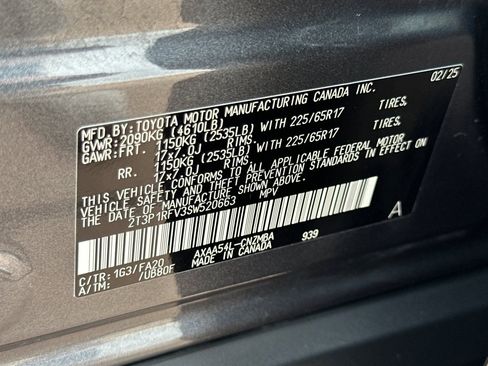 MFD.BY:TOYOTA MOTOR MANUFACTURING CANADA INC. 02/25
GVWR:2090KG (4610LB)
GAWR:FRT. 1150KG (2535LB) WITH 225/65R17 TIRES,
17x7.0J RIMS,
RR. 1150KG (2535LB) WITH 225/65R17 TIRES,
17x7.0J RIMS,
THIS VEHICLE CONFORMS TO ALL APPLICABLE FEDERAL MOTOR
VEHICLE SAFETY AND THEFT PREVENTION STANDARDS IN EFFECT ON
THE DATE OF MANUFACTURE SHOWN ABOVE.
2T3P1RFV3SW520663 MPV
A
C/TR: 1G3/FA20 AXAA54L-CNZMBA 939
A/TM: /UB80F MADE IN CANADA